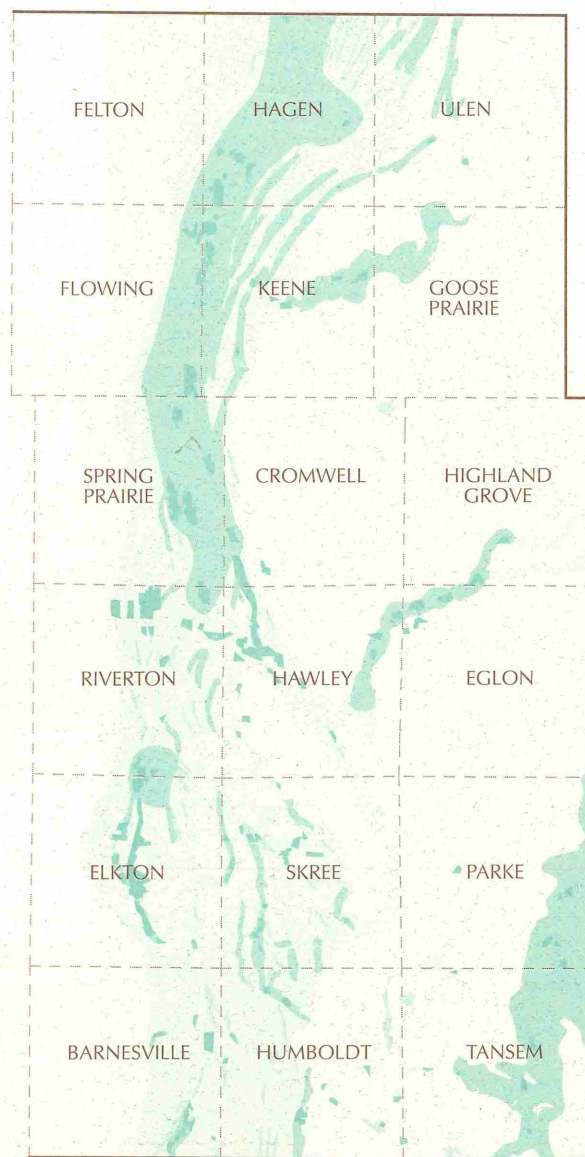 FELTON
HAGEN
ULEN
FLOWING
KEENE
GOOSE
PRAIRIE
SPRING
PRAIRIE
CROMWELL
HIGHLAND
GROVE
RIVERTON
HAWLEY
EGLON
ELKTON
SKREE
PARKE
BARNESVILLE
HUMBOLDT
TANSEM